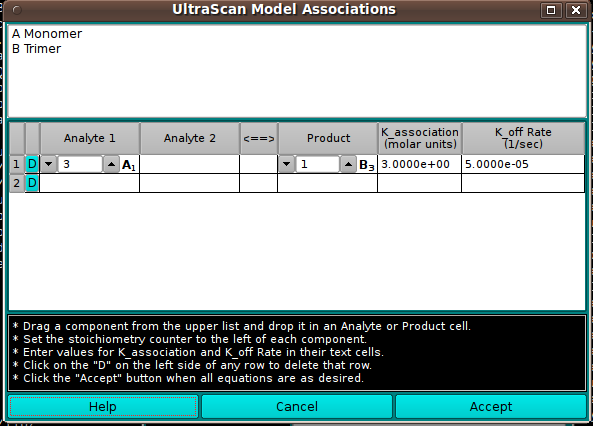 UltraScan Model Associations
A Monomer
B Trimer
Analyte 1 Analyte 2 <==> Product K_association (molar units) K_off Rate (1/sec)
1 D 3 A₁ 1 B₃ 3.0000e+00 5.0000e-05
2 D
* Drag a component from the upper list and drop it in an Analyte or Product cell.
* Set the stoichiometry counter to the left of each component.
* Enter values for K_association and K_off Rate in their text cells.
* Click on the "D" on the left side of any row to delete that row.
* Click the "Accept" button when all equations are as desired.
Help Cancel Accept